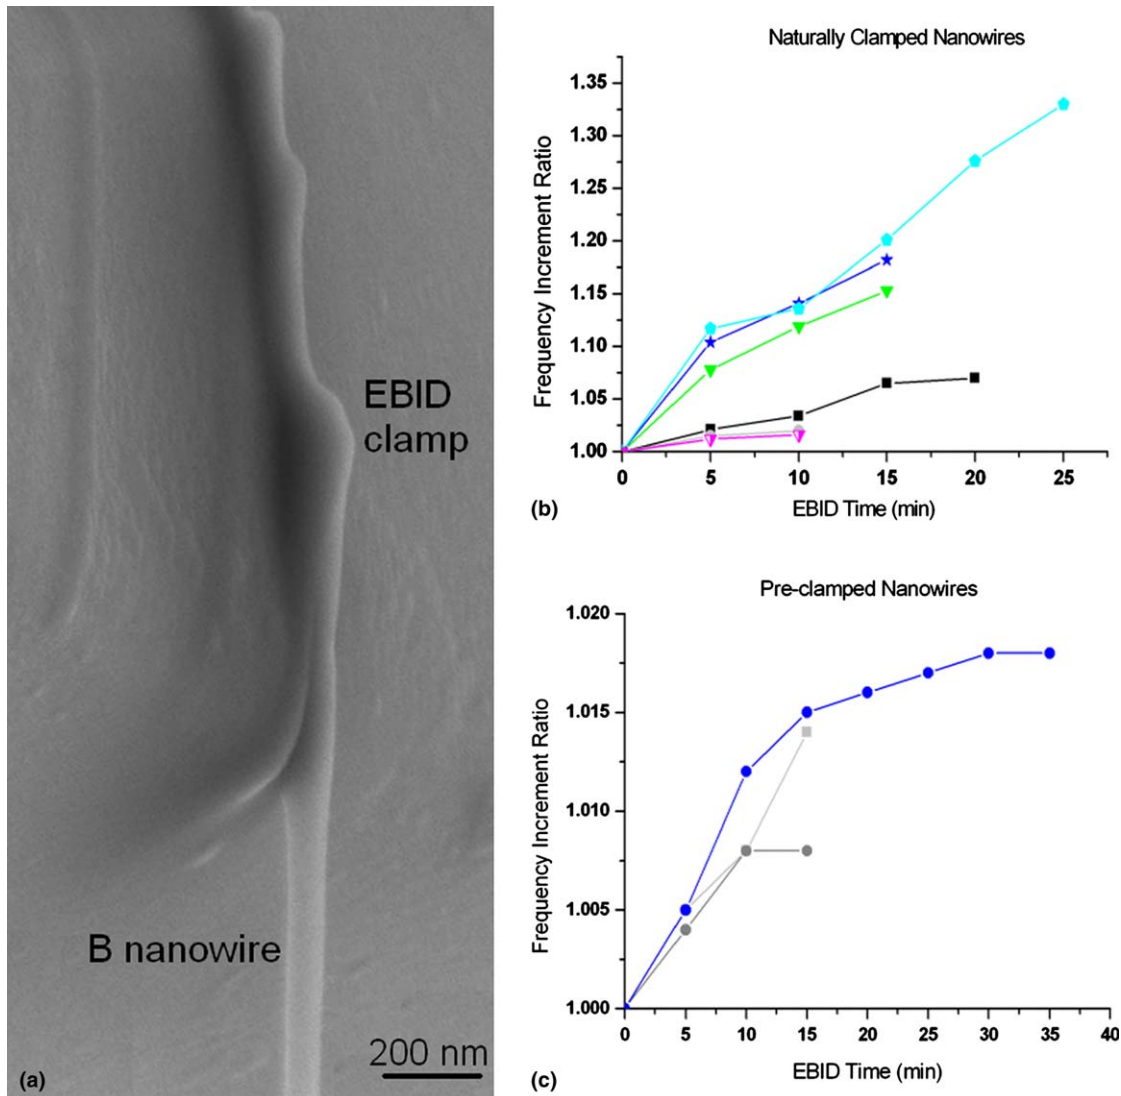 EBID
clamp
B nanowire
200 nm
(a)
Naturally Clamped Nanowires
Frequency Increment Ratio
1.35
1.30
1.25
1.20
1.15
1.10
1.05
1.00
0 5 10 15 20 25
EBID Time (min)
(b)
Pre-clamped Nanowires
Frequency Increment Ratio
1.020
1.015
1.010
1.005
1.000
0 5 10 15 20 25 30 35 40
EBID Time (min)
(c)